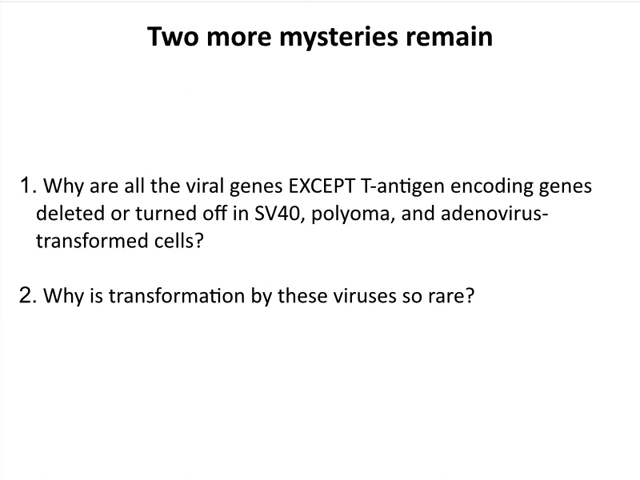 Two more mysteries remain
1. Why are all the viral genes EXCEPT T-antigen encoding genes
deleted or turned off in SV40, polyoma, and adenovirus-
transformed cells?
2. Why is transformation by these viruses so rare?